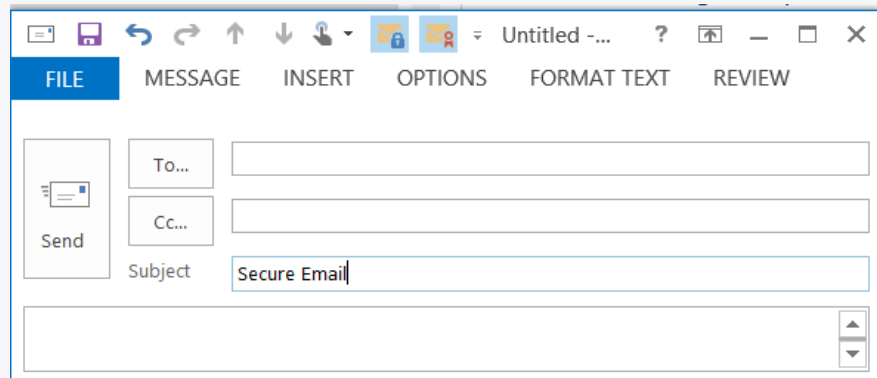 Untitled -... ?
FILE MESSAGE INSERT OPTIONS FORMAT TEXT REVIEW
To...
Cc...
Send
Subject Secure Email